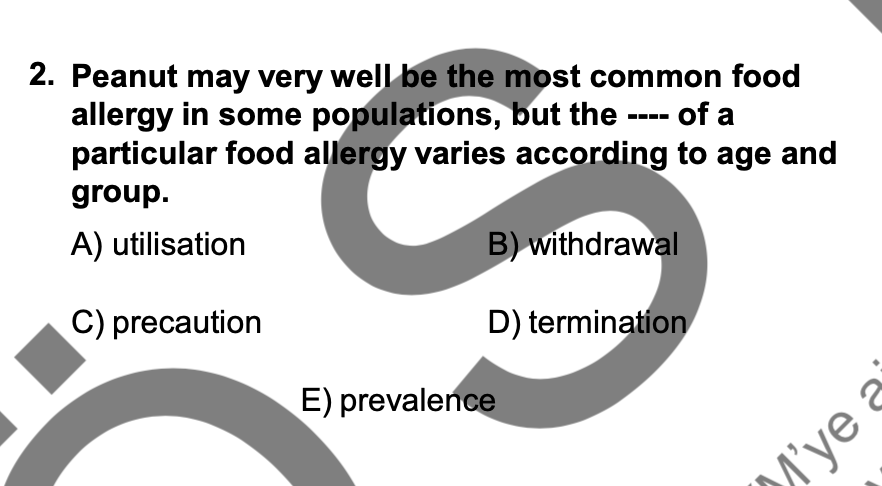 2. Peanut may very well be the most common food
allergy in some populations, but the ---- of a
particular food allergy varies according to age and
group.
A) utilisation
B) withdrawal
C) precaution
D) termination
E) prevalence
M'ye a